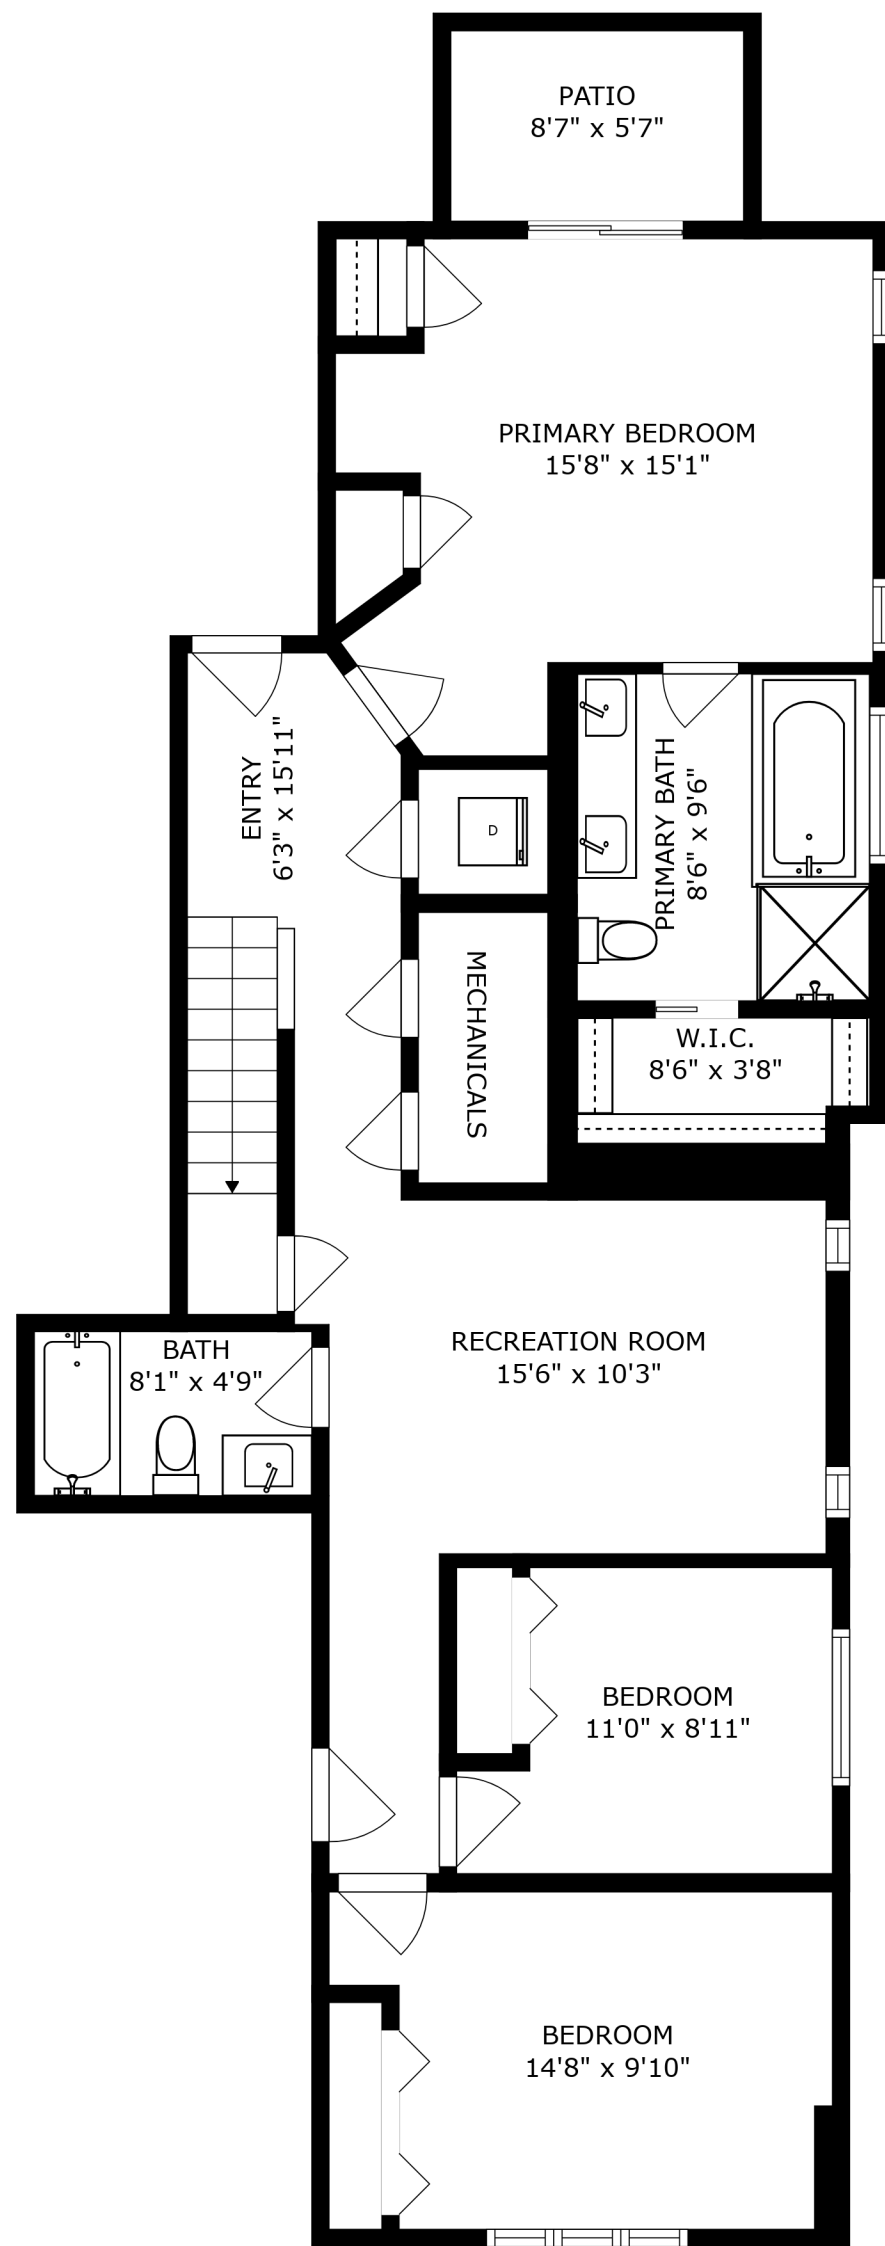 PATIO
8'7" x 5'7"
PRIMARY BEDROOM
15'8" x 15'1"
ENTRY
6'3" x 15'11"
D
PRIMARY BATH
8'6" x 9'6"
MECHANICALS
W.I.C.
8'6" x 3'8"
BATH
8'1" x 4'9"
RECREATION ROOM
15'6" x 10'3"
BEDROOM
11'0" x 8'11"
BEDROOM
14'8" x 9'10"